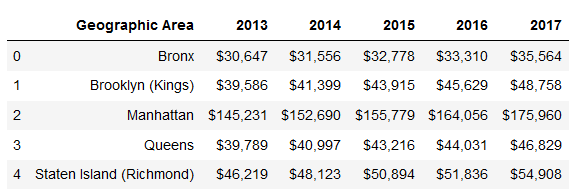 Geographic Area 2013 2014 2015 2016 2017
0 Bronx $30,647 $31,556 $32,778 $33,310 $35,564
1 Brooklyn (Kings) $39,586 $41,399 $43,915 $45,629 $48,758
2 Manhattan $145,231 $152,690 $155,779 $164,056 $175,960
3 Queens $39,789 $40,997 $43,216 $44,031 $46,829
4 Staten Island (Richmond) $46,219 $48,123 $50,894 $51,836 $54,908